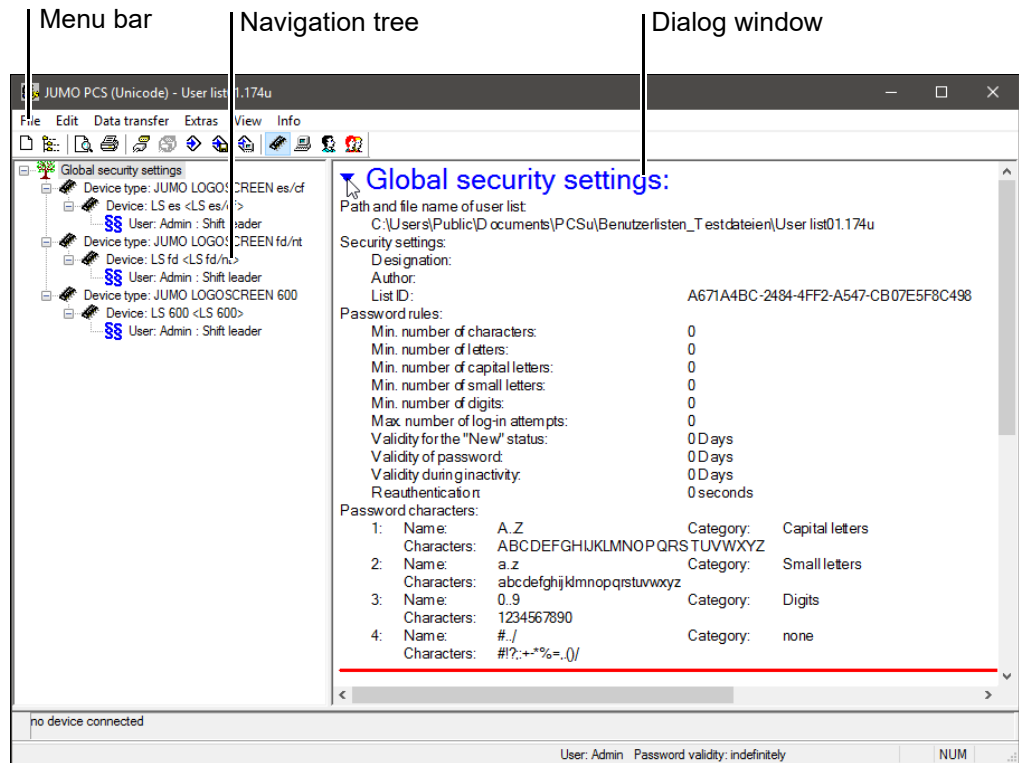 Menu bar
Navigation tree
Dialog window
JUMO PCS (Unicode) - User list01.174u
File Edit Data transfer Extras View Info
Global security settings
Device type: JUMO LOGOSCREEN es/cf
Device: LS es <LS es/cf>
§§ User: Admin : Shift leader
Device type: JUMO LOGOSCREEN fd/nt
Device: LS fd <LS fd/nt>
§§ User: Admin : Shift leader
Device type: JUMO LOGOSCREEN 600
Device: LS 600 <LS 600>
§§ User: Admin : Shift leader
Global security settings:
Path and file name of user list:
C:\Users\Public\Documents\PCSu\Benutzerlisten_Testdateien\User list01.174u
Security settings:
Designation:
Author:
List ID: A671A4BC-2484-4FF2-A547-CB07E5F8C498
Password rules:
Min. number of characters: 0
Min. number of letters: 0
Min. number of capital letters: 0
Min. number of small letters: 0
Min. number of digits: 0
Max. number of log-in attempts: 0
Validity for the "New" status: 0 Days
Validity of password: 0 Days
Validity during inactivity: 0 Days
Reauthentication: 0 seconds
Password characters:
1: Name: A..Z Category: Capital letters
Characters: ABCDEFGHIJKLMNOPQRSTUVWXYZ
2: Name: a..z Category: Small letters
Characters: abcdefghijklmnopqrstuvwxyz
3: Name: 0..9 Category: Digits
Characters: 1234567890
4: Name: #../ Category: none
Characters: #!?;:+-*%=,.()/
no device connected
User: Admin Password validity: indefinitely NUM